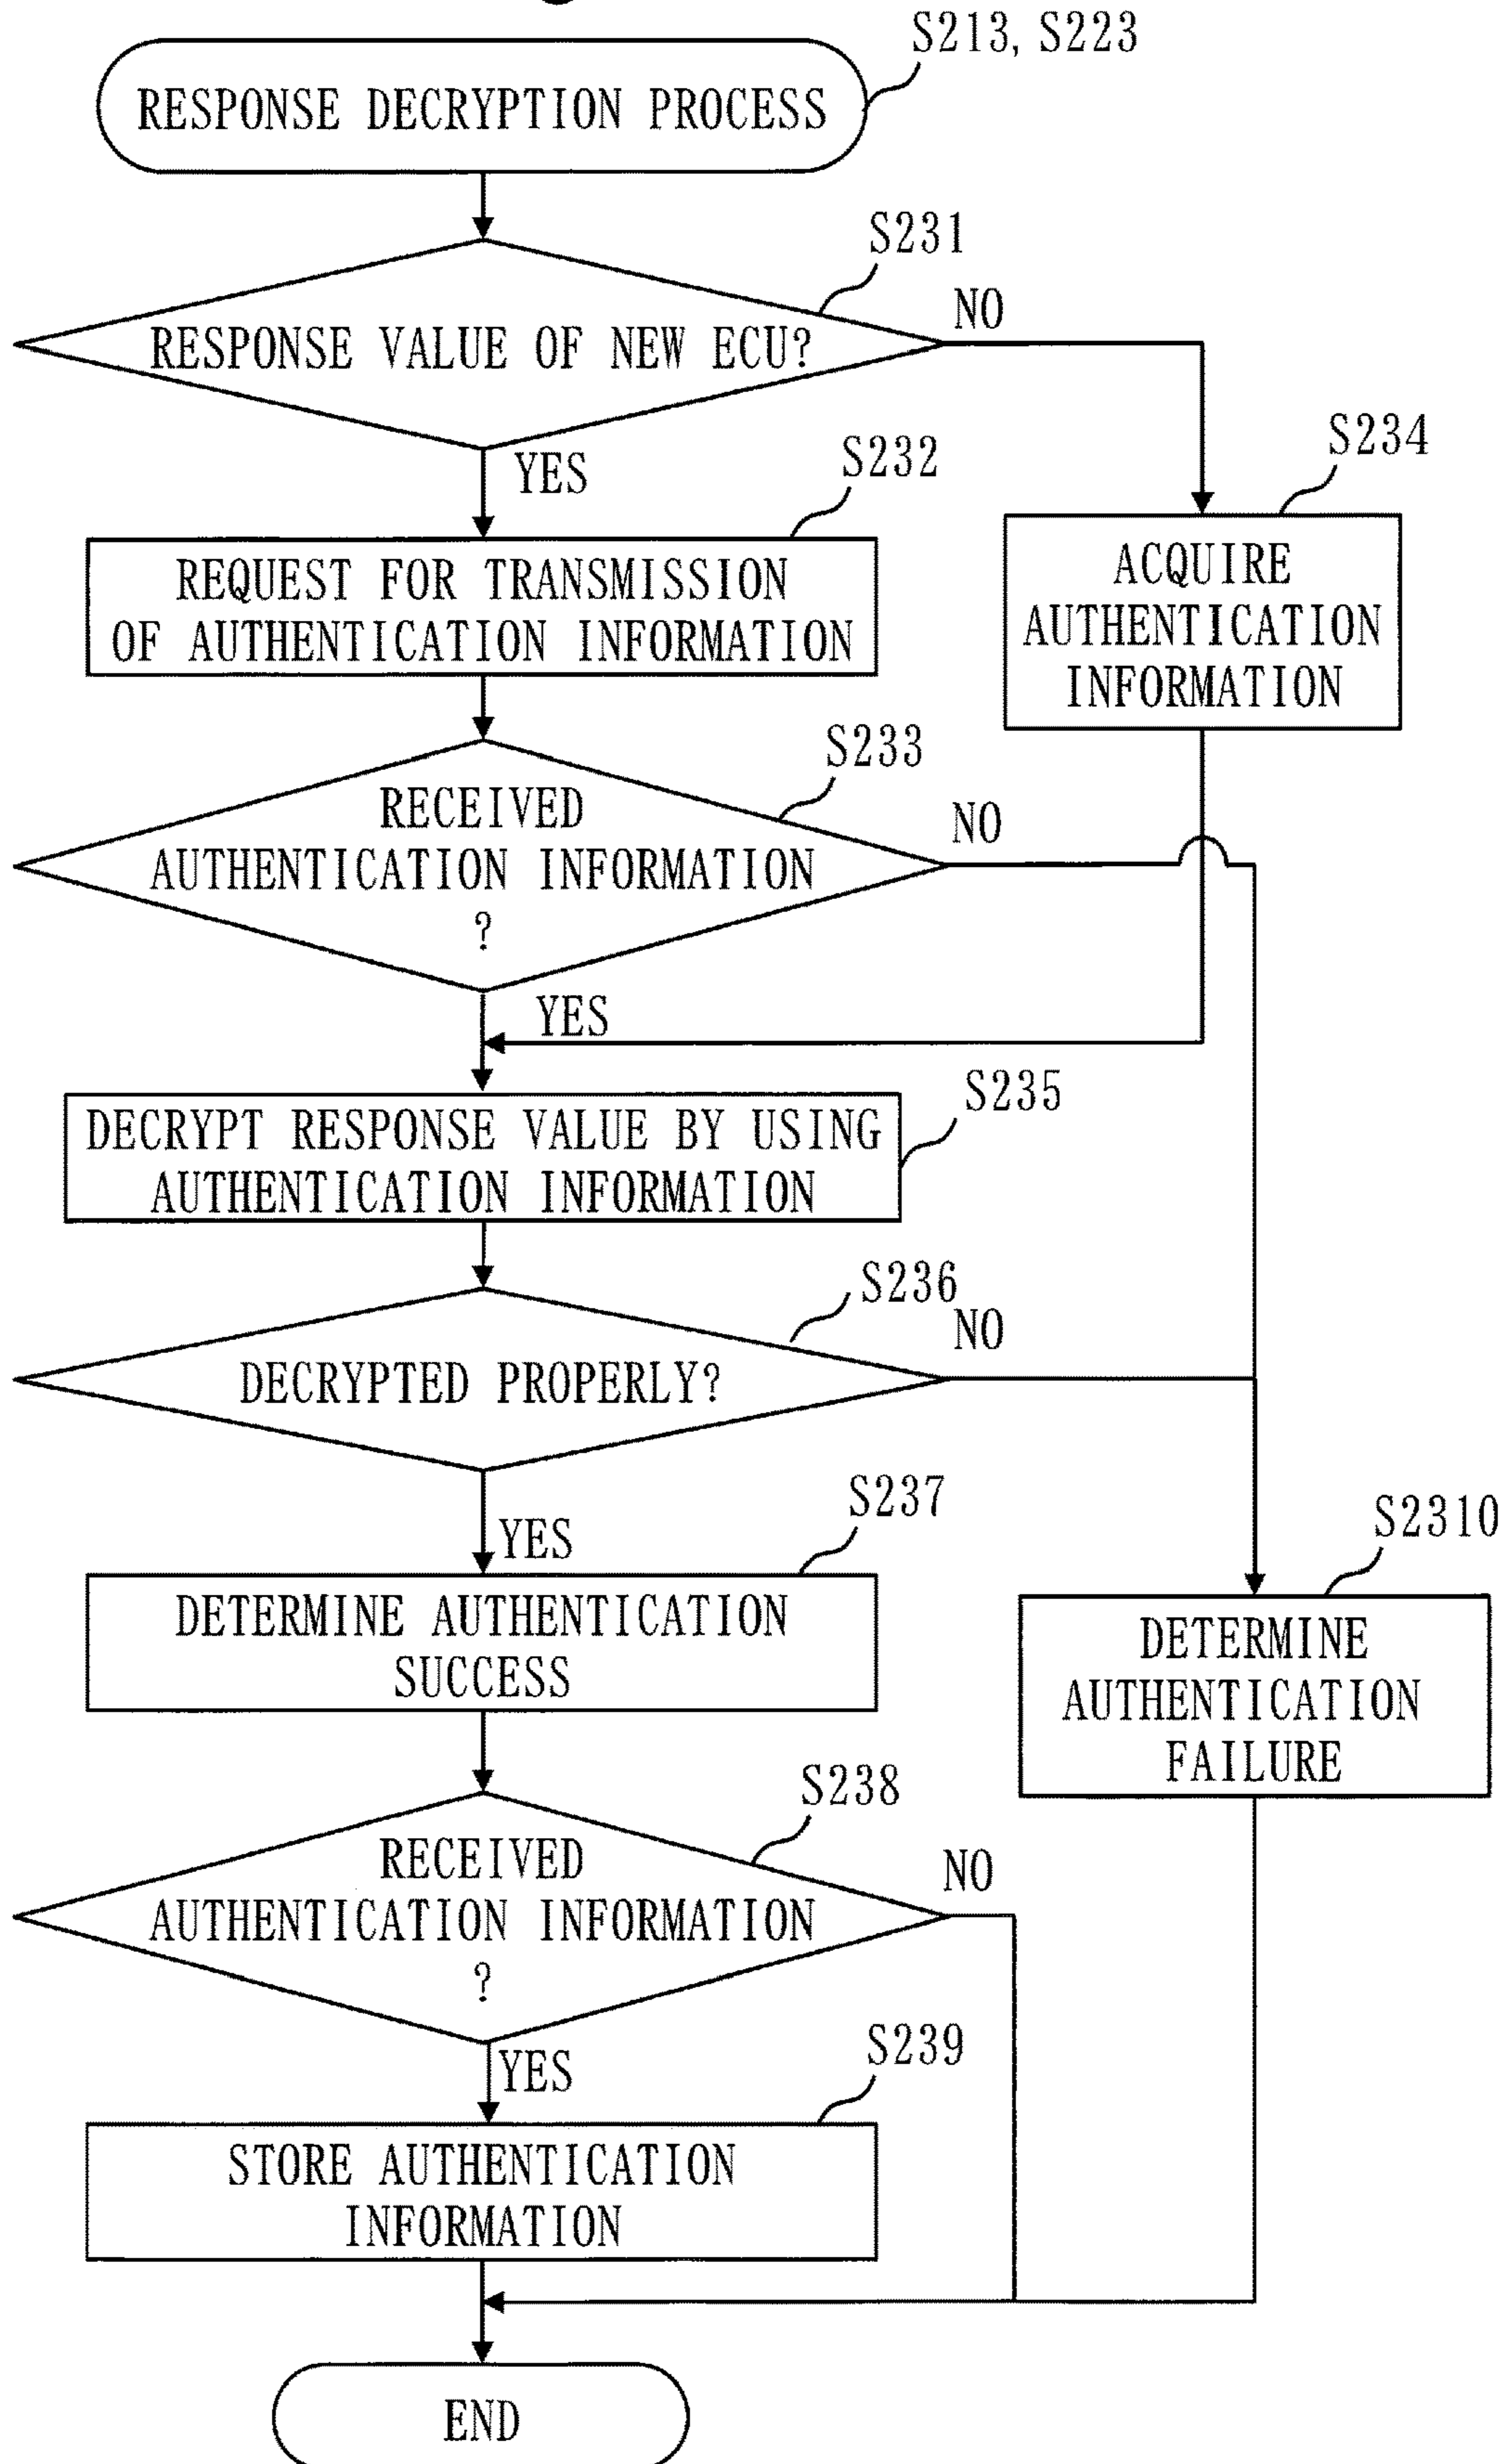 S213, S223
RESPONSE DECRYPTION PROCESS
S231
RESPONSE VALUE OF NEW ECU?
NO
YES
S232
S234
REQUEST FOR TRANSMISSION
OF AUTHENTICATION INFORMATION
ACQUIRE
AUTHENTICATION
INFORMATION
S233
RECEIVED
AUTHENTICATION INFORMATION
?
NO
YES
S235
DECRYPT RESPONSE VALUE BY USING
AUTHENTICATION INFORMATION
S236
DECRYPTED PROPERLY?
NO
YES
S237
DETERMINE AUTHENTICATION
SUCCESS
S2310
DETERMINE
AUTHENTICATION
FAILURE
S238
RECEIVED
AUTHENTICATION INFORMATION
?
NO
YES
S239
STORE AUTHENTICATION
INFORMATION
END